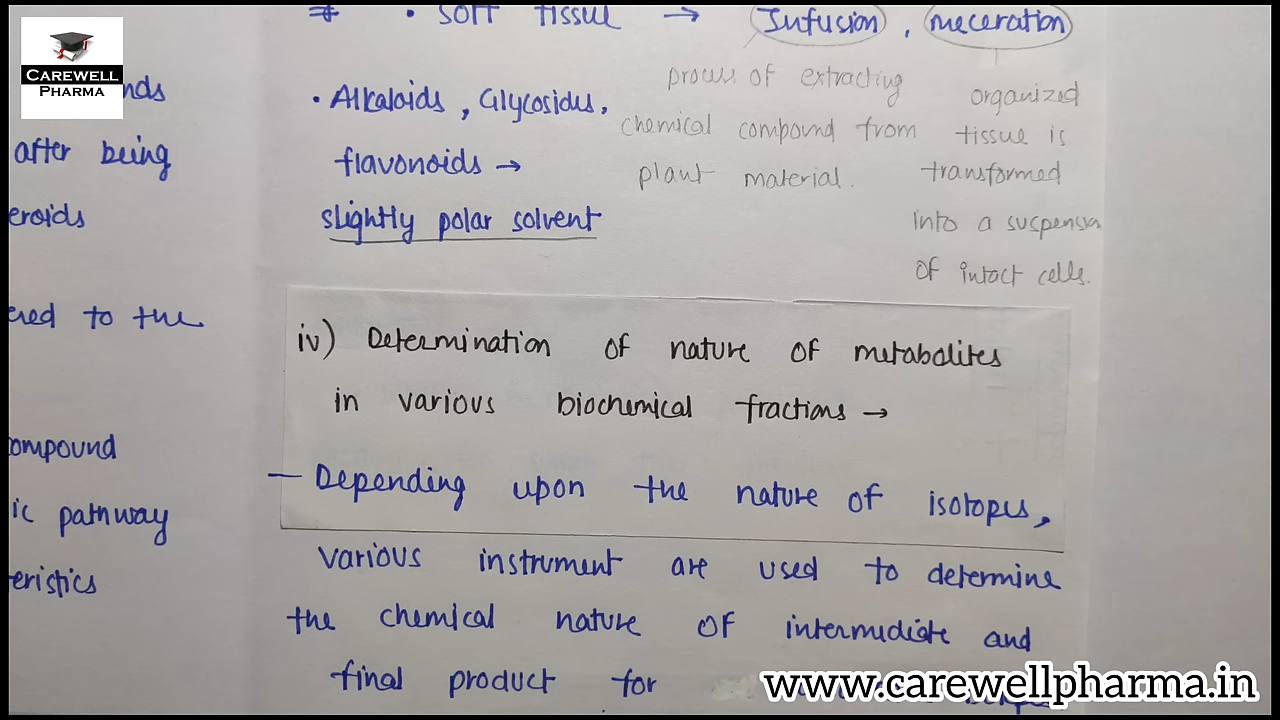 CAREWELL
PHARMA
nds
after being
eroids
ered to the
ompound
ic pathway
eristics
• Soft tissue → Infusion, meceration
process of extracting
chemical compound from
plant material.
organized
tissue is
transformed
into a suspension
of intact cells.
• Alkaloids, Glycosides,
flavonoids →
slightly polar solvent
iv) Determination of nature of metabolites
in various biochemical fractions →
— Depending upon the nature of isotopes,
various instrument are used to determine
the chemical nature of intermediate and
final product for
www.carewellpharma.in